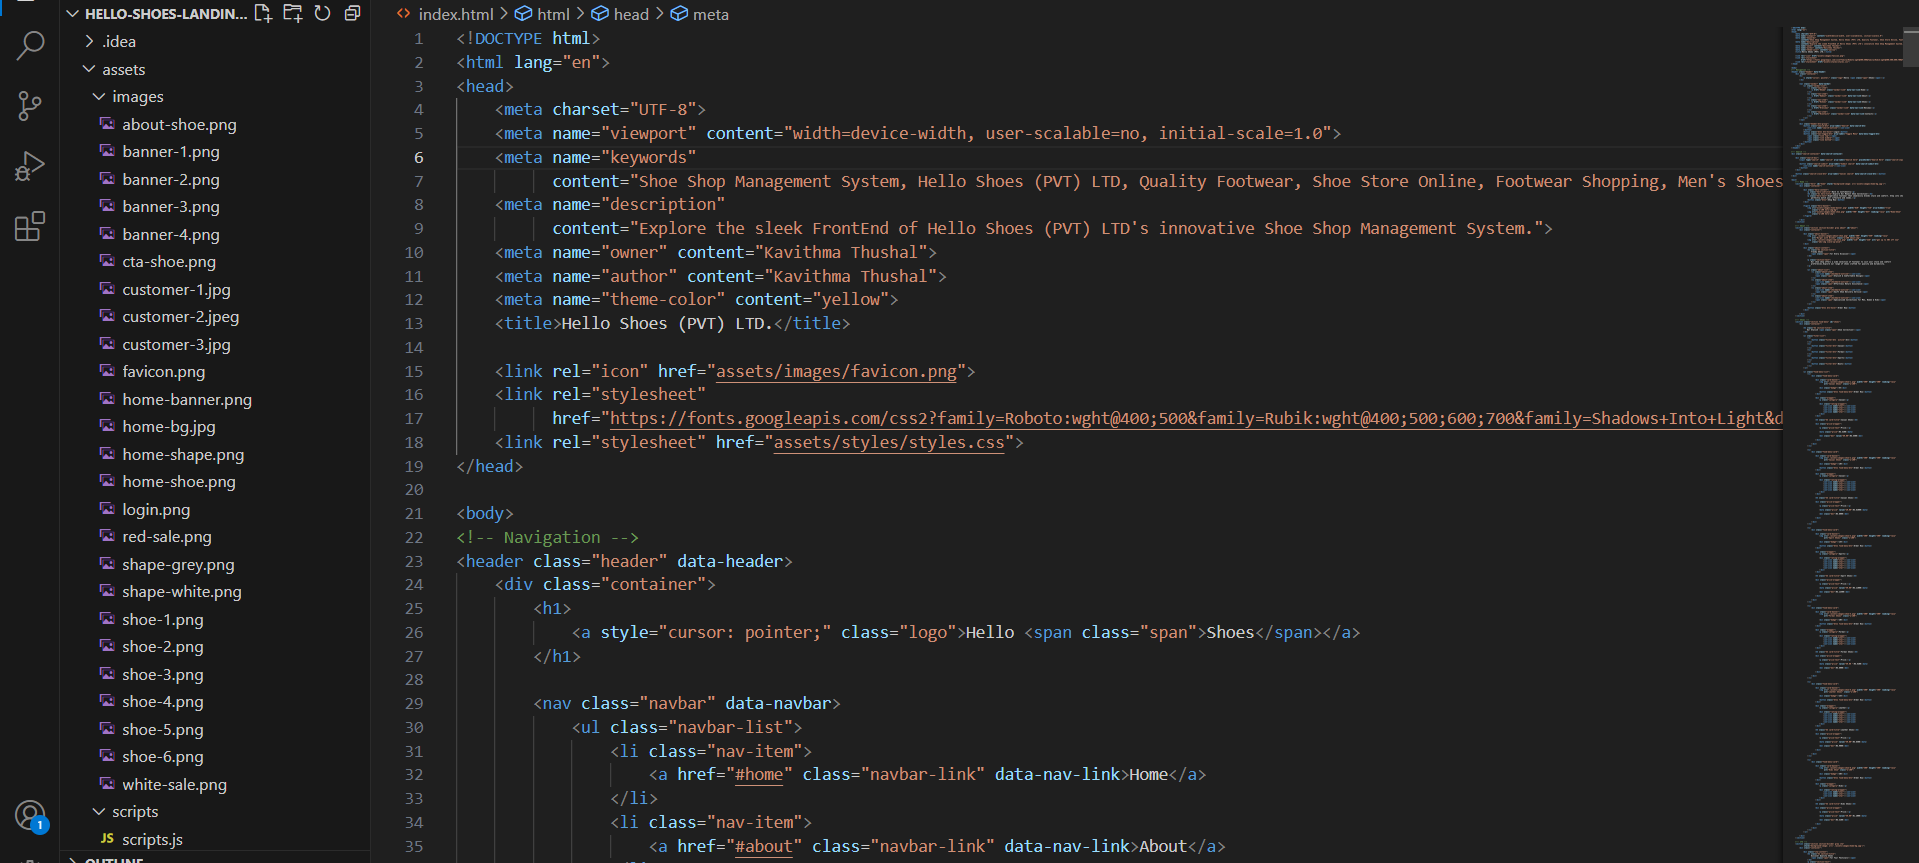 HELLO-SHOES-LANDIN...
.idea
assets
images
about-shoe.png
banner-1.png
banner-2.png
banner-3.png
banner-4.png
cta-shoe.png
customer-1.jpg
customer-2.jpeg
customer-3.jpg
favicon.png
home-banner.png
home-bg.jpg
home-shape.png
home-shoe.png
login.png
red-sale.png
shape-grey.png
shape-white.png
shoe-1.png
shoe-2.png
shoe-3.png
shoe-4.png
shoe-5.png
shoe-6.png
white-sale.png
scripts
JS scripts.js
OUTLINE
1
index.html > html > head > meta
1 <!DOCTYPE html>
2 <html lang="en">
3 <head>
4 <meta charset="UTF-8">
5 <meta name="viewport" content="width=device-width, user-scalable=no, initial-scale=1.0">
6 <meta name="keywords"
7 content="Shoe Shop Management System, Hello Shoes (PVT) LTD, Quality Footwear, Shoe Store Online, Footwear Shopping, Men's Shoes
8 <meta name="description"
9 content="Explore the sleek FrontEnd of Hello Shoes (PVT) LTD's innovative Shoe Shop Management System.">
10 <meta name="owner" content="Kavithma Thushal">
11 <meta name="author" content="Kavithma Thushal">
12 <meta name="theme-color" content="yellow">
13 <title>Hello Shoes (PVT) LTD.</title>
14
15 <link rel="icon" href="assets/images/favicon.png">
16 <link rel="stylesheet"
17 href="https://fonts.googleapis.com/css2?family=Roboto:wght@400;500&family=Rubik:wght@400;500;600;700&family=Shadows+Into+Light&d
18 <link rel="stylesheet" href="assets/styles/styles.css">
19 </head>
20
21 <body>
22 <!-- Navigation -->
23 <header class="header" data-header>
24 <div class="container">
25 <h1>
26 <a style="cursor: pointer;" class="logo">Hello <span class="span">Shoes</span></a>
27 </h1>
28
29 <nav class="navbar" data-navbar>
30 <ul class="navbar-list">
31 <li class="nav-item">
32 <a href="#home" class="navbar-link" data-nav-link>Home</a>
33 </li>
34 <li class="nav-item">
35 <a href="#about" class="navbar-link" data-nav-link>About</a>